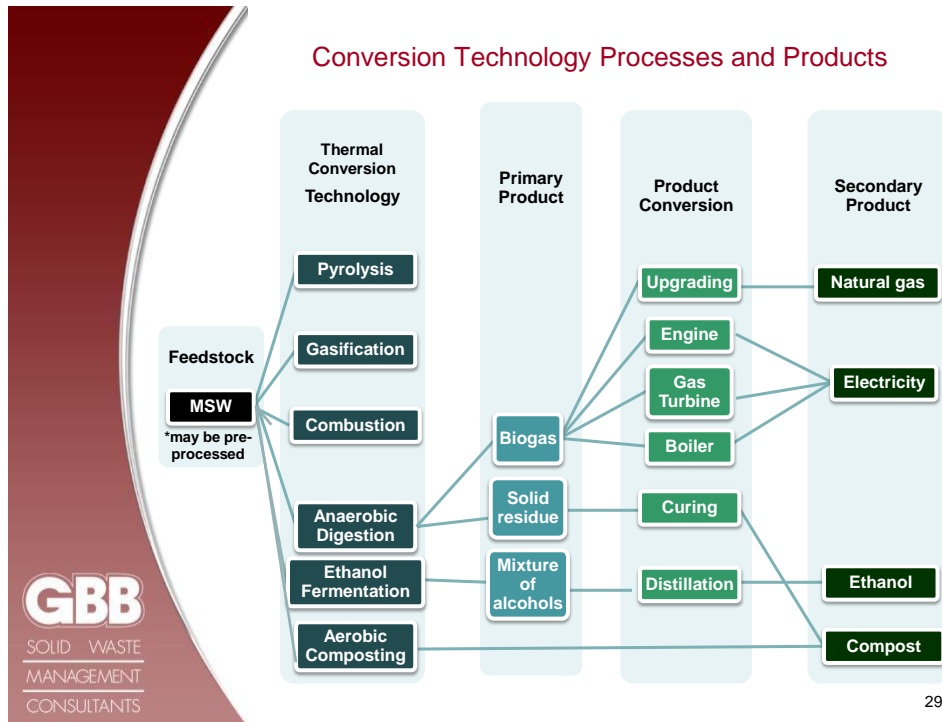 Conversion Technology Processes and Products
Feedstock
MSW
*may be pre-
processed
Thermal
Conversion
Technology
Pyrolysis
Gasification
Combustion
Anaerobic
Digestion
Ethanol
Fermentation
Aerobic
Composting
Primary
Product
Biogas
Solid
residue
Mixture
of
alcohols
Product
Conversion
Upgrading
Engine
Gas
Turbine
Boiler
Curing
Distillation
Secondary
Product
Natural gas
Electricity
Ethanol
Compost
GBB
SOLID WASTE
MANAGEMENT
CONSULTANTS
29